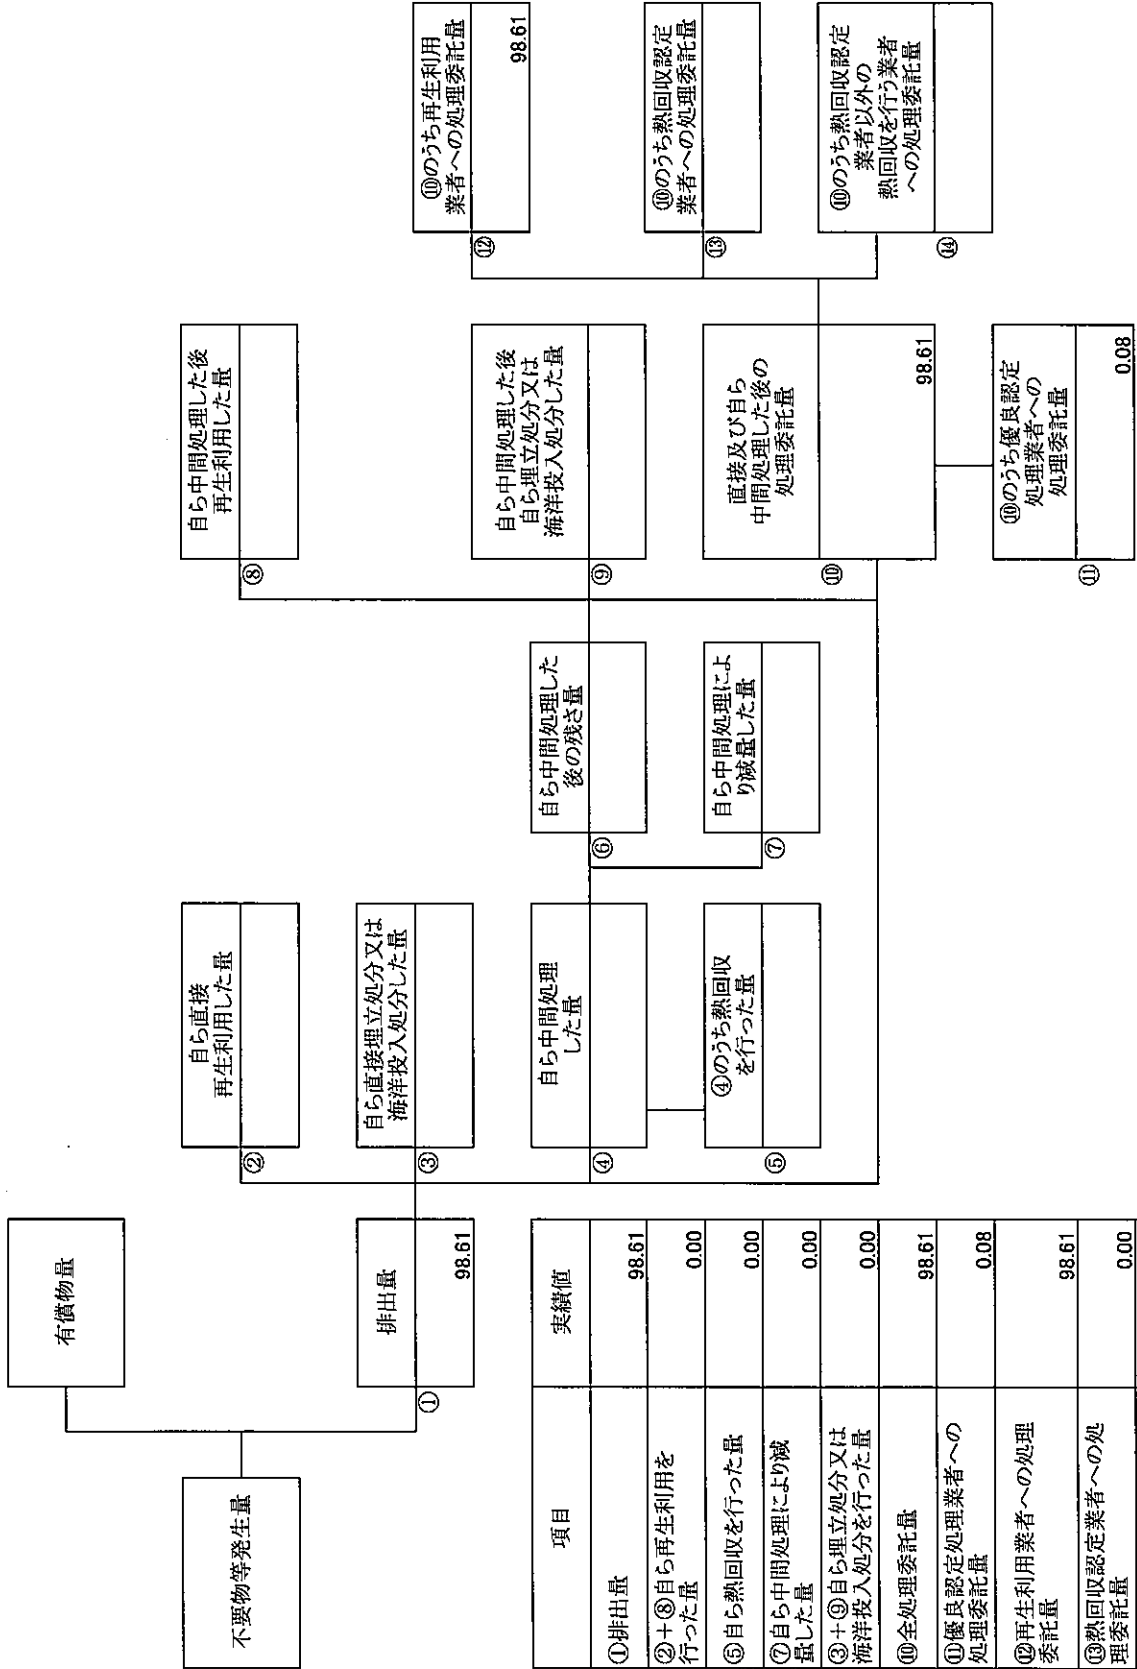 不要物等発生量
有償物量
排出量
①
98.61
自ら直接
再生利用した量
②
自ら直接埋立処分又は
海洋投入処分した量
③
自ら中間処理
した量
④
④のうち熱回収
を行った量
⑤
自ら中間処理した
後の残さ量
⑥
自ら中間処理によ
り減量した量
⑦
自ら中間処理した後
再生利用した量
⑧
自ら中間処理した後
自ら埋立処分又は
海洋投入処分した量
⑨
直接及び自ら
中間処理した後の
処理委託量
⑩
98.61
⑩のうち優良認定
処理業者への
処理委託量
⑪
0.08
⑩のうち再生利用
業者への処理委託量
⑫
98.61
⑩のうち熱回収認定
業者への処理委託量
⑬
⑩のうち熱回収認定
業者以外の
熱回収を行う業者
への処理委託量
⑭
項目 実績値
①排出量 98.61
②+⑧自ら再生利用を
行った量 0.00
⑤自ら熱回収を行った量 0.00
⑦自ら中間処理により減
量した量 0.00
③+⑨自ら埋立処分又は
海洋投入処分を行った量 0.00
⑩全処理委託量 98.61
⑪優良認定処理業者への
処理委託量 0.08
⑫再生利用業者への処理
委託量 98.61
⑬熱回収認定業者への処
理委託量 0.00